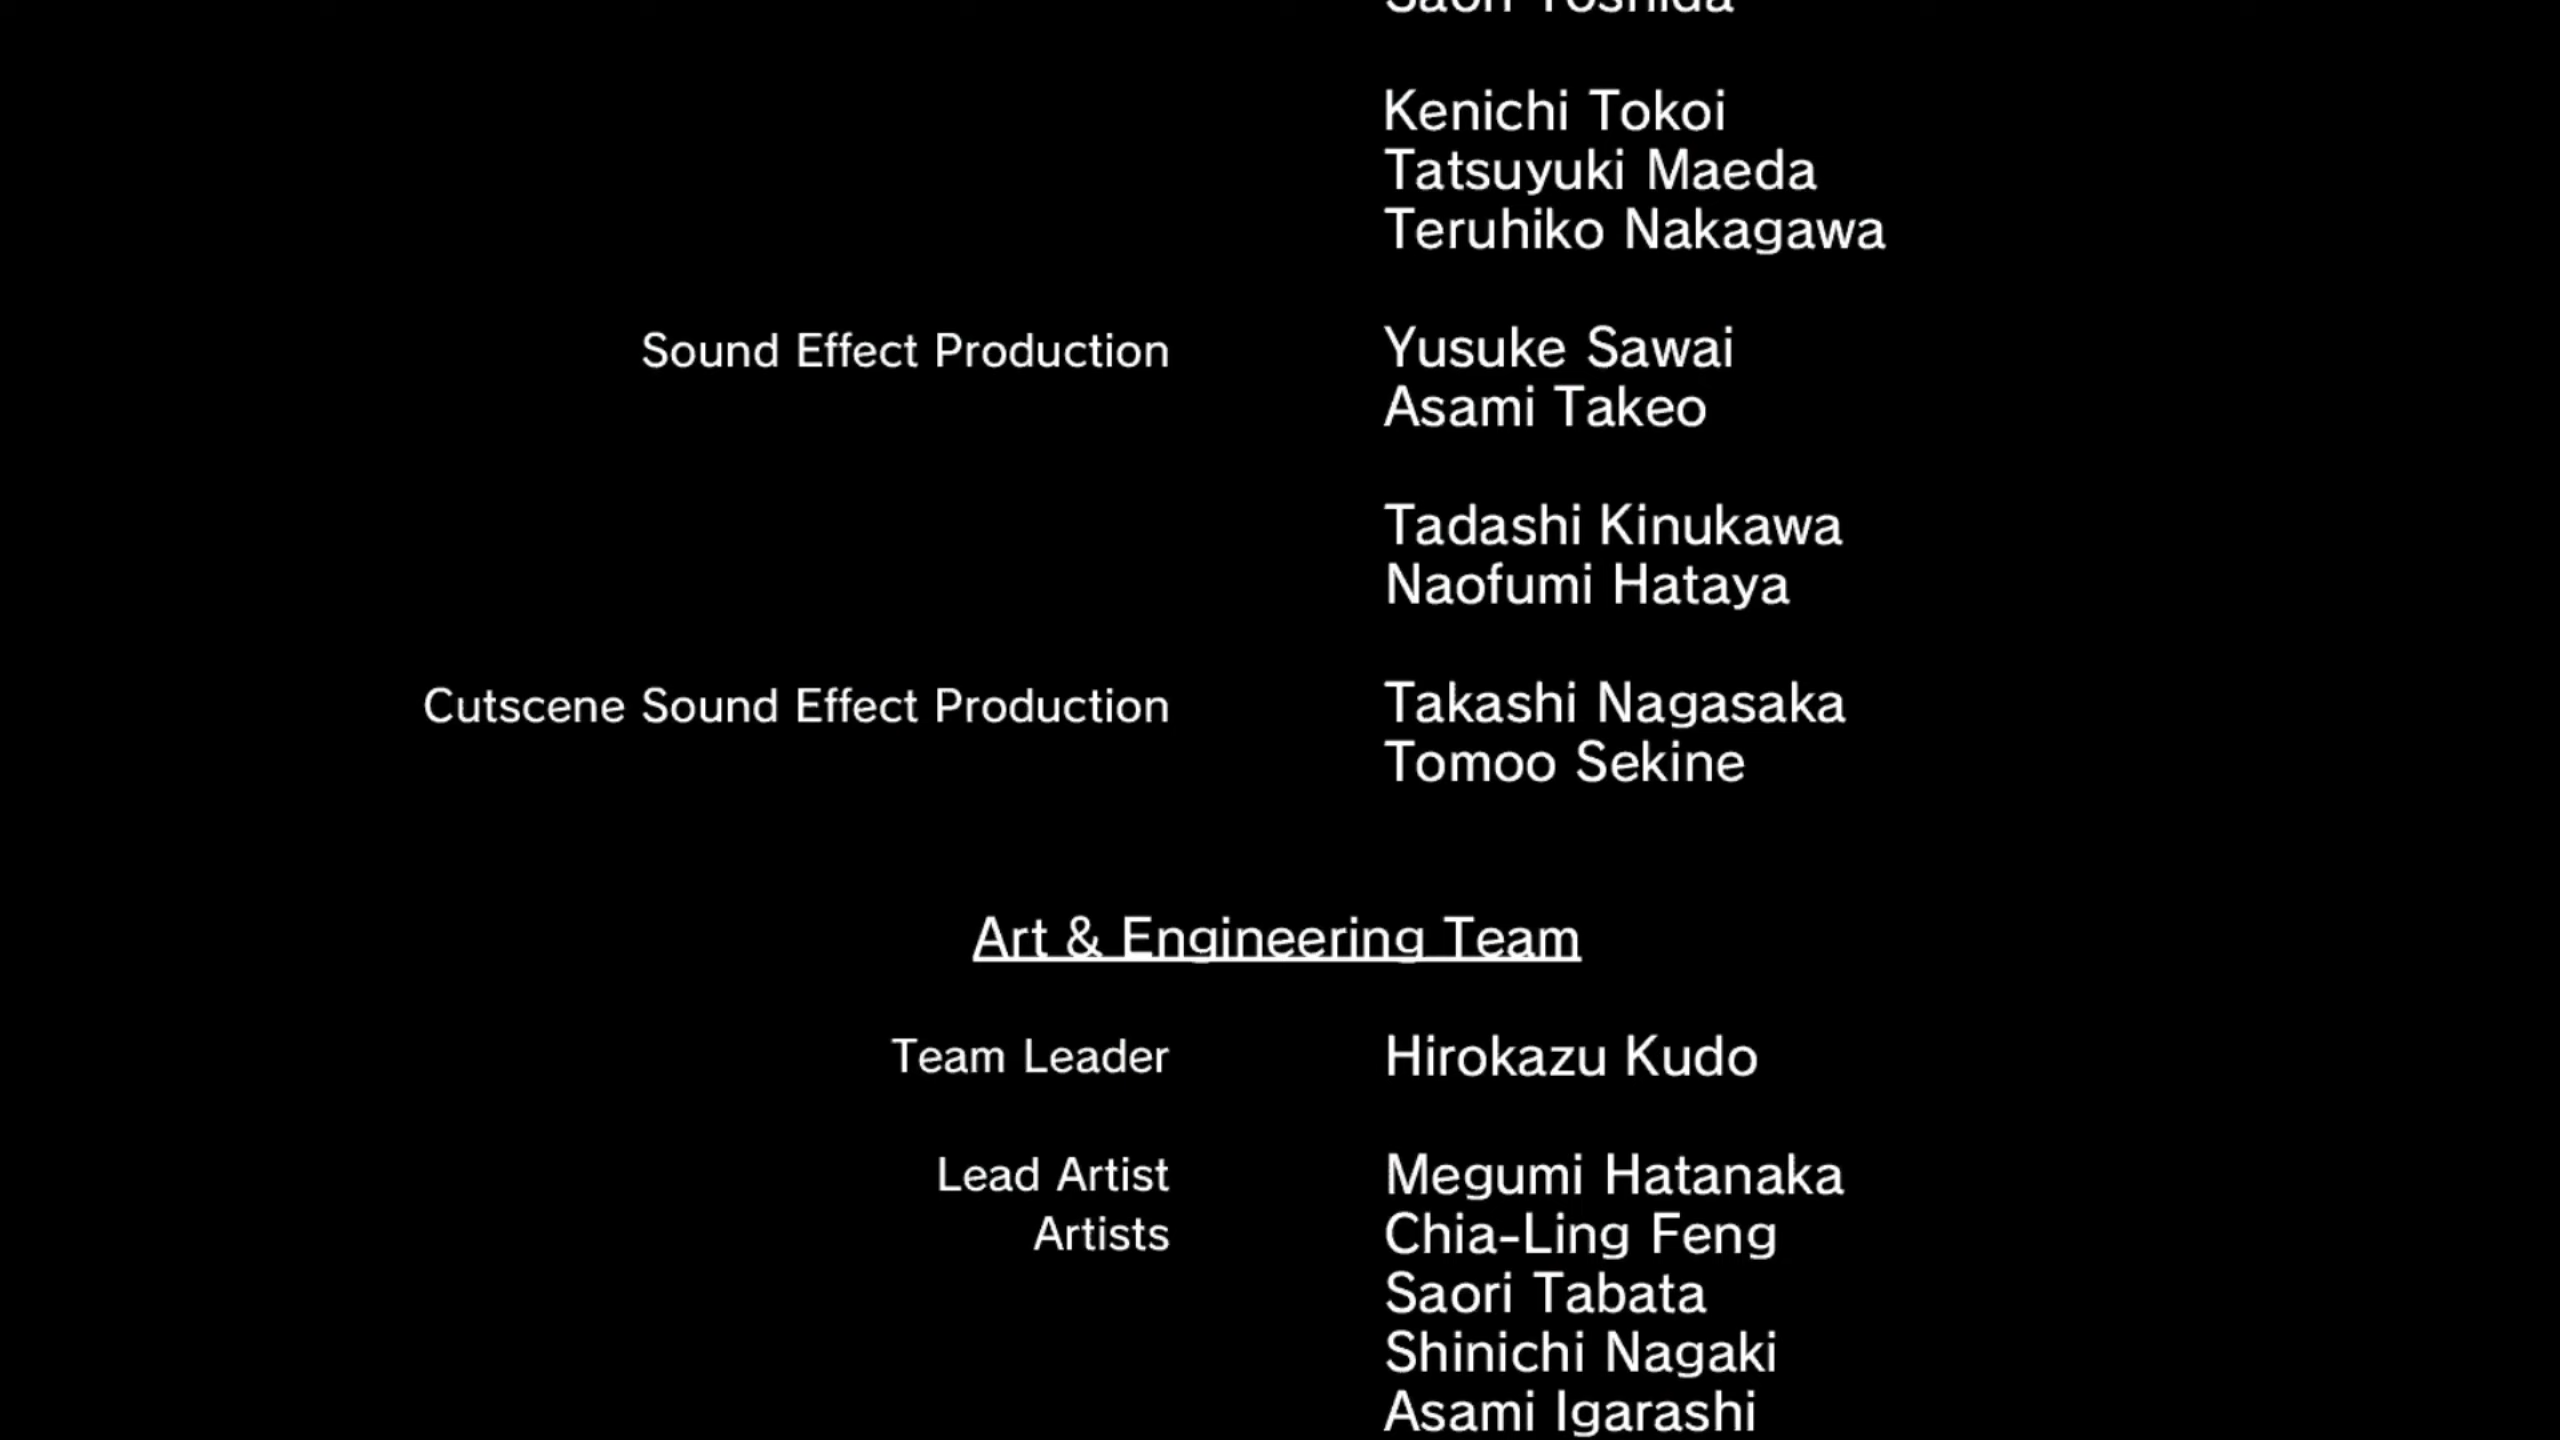 Saori Yoshida
Kenichi Tokoi
Tatsuyuki Maeda
Teruhiko Nakagawa
Sound Effect Production Yusuke Sawai
Asami Takeo
Tadashi Kinukawa
Naofumi Hataya
Cutscene Sound Effect Production Takashi Nagasaka
Tomoo Sekine
Art & Engineering Team
Team Leader Hirokazu Kudo
Lead Artist Megumi Hatanaka
Artists Chia-Ling Feng
Saori Tabata
Shinichi Nagaki
Asami Igarashi